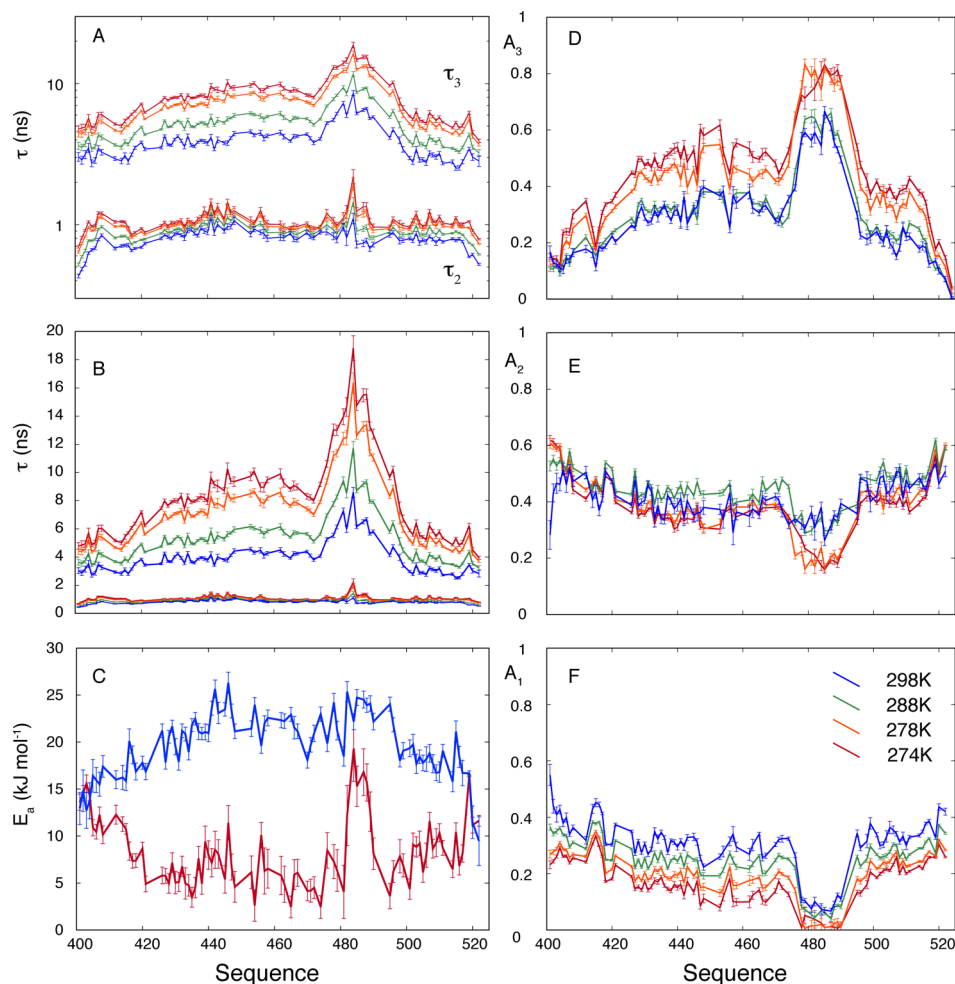 A
τ (ns)
10
1
τ₃
τ₂
A₃
D
1
0.8
0.6
0.4
0.2
0
B
τ (ns)
20
18
16
14
12
10
8
6
4
2
0
A₂
E
1
0.8
0.6
0.4
0.2
0
C
Eₐ (kJ mol⁻¹)
30
25
20
15
10
5
0
400 420 440 460 480 500 520
Sequence
A₁
F
1
0.8
0.6
0.4
0.2
0
298K
288K
278K
274K
400 420 440 460 480 500 520
Sequence